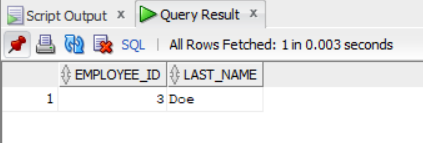 Script Output x Query Result x
SQL | All Rows Fetched: 1 in 0.003 seconds
EMPLOYEE_ID LAST_NAME
1 3 Doe